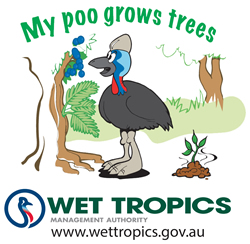 My poo grows trees
WET TROPICS
MANAGEMENT AUTHORITY
www.wettropics.gov.au